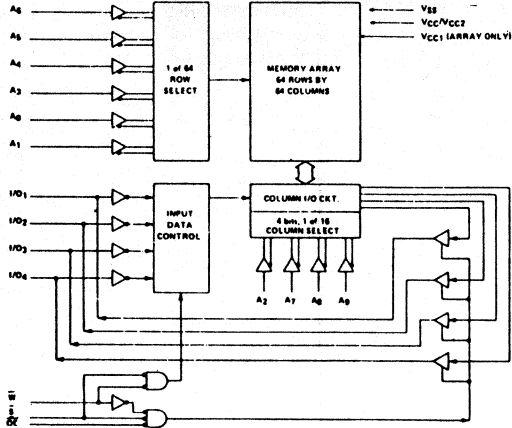 A6
A5
A4
A3
A0
A1
1 of 64
ROW
SELECT
MEMORY ARRAY
64 ROWS BY
64 COLUMNS
VSS
VCC/VCC2
VCC1 (ARRAY ONLY)
I/O1
I/O2
I/O3
I/O4
INPUT
DATA
CONTROL
COLUMN I/O CKT.
4 bits, 1 of 16
COLUMN SELECT
A2
A7
A8
A9